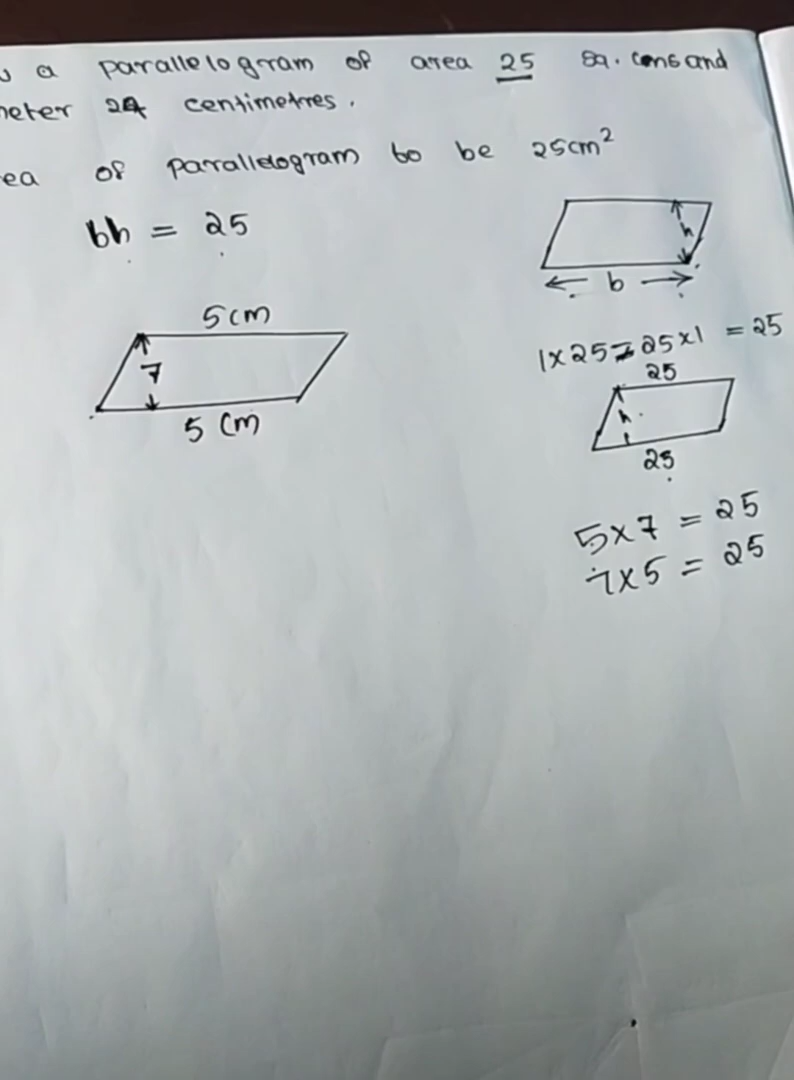 a parallelogram of area 25 sq. cms and
meter 24 centimetres.
ea of parallelogram to be 25cm²
bh = 25
h
b
5cm
7
5 cm
1x25=25x1 = 25
25
h
25
5x7 = 25
7x5 = 25